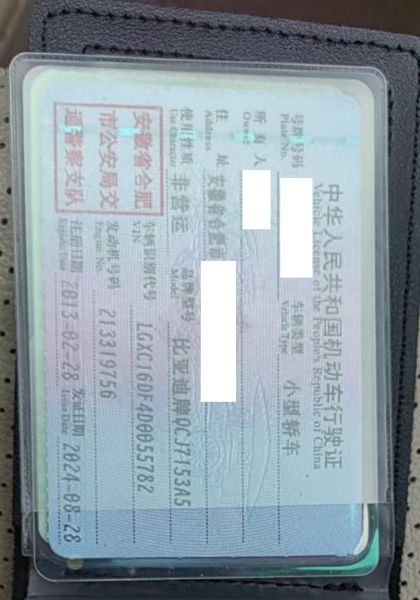 中华人民共和国机动车行驶证
Vehicle License of the People's Republic of China
号牌号码 车辆类型 小型轿车
Plate No. Vehicle Type
所有人
Owner
住址 安徽省合肥市
Address
使用性质 非营运 品牌型号 比亚迪牌QCJ7153A5
Use Character Model
安徽省合肥
市公安局交
通警察支队
车辆识别代号 LGXC16DF4D0055782
VIN
发动机号码 213319756
Engine No.
注册日期 2013-02-28 发证日期 2024-08-28
Register Date Issue Date